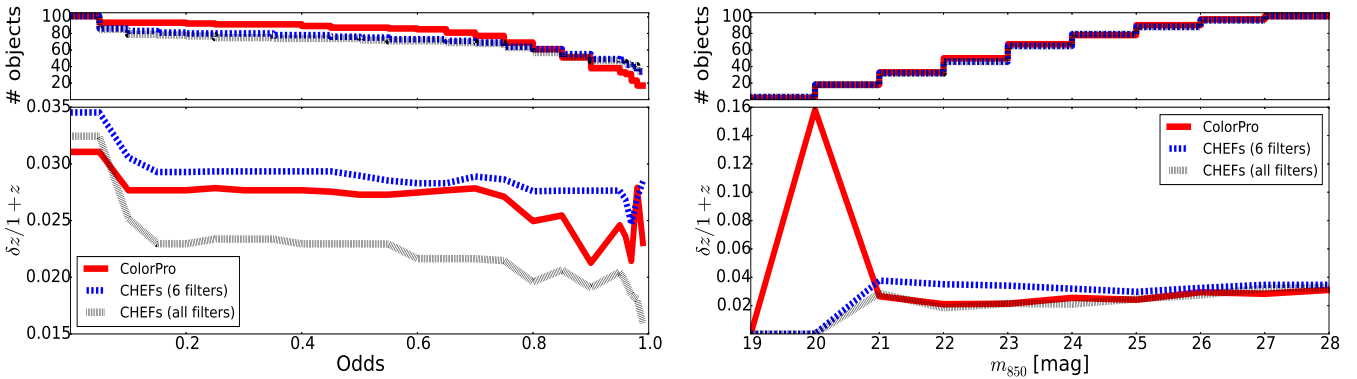 # objects
100
80
60
40
20
δz/1+z
0.035
0.030
0.025
0.020
0.015
ColorPro
CHEFs (6 filters)
CHEFs (all filters)
0.2 0.4 0.6 0.8 1.0
Odds
# objects
100
80
60
40
20
δz/1+z
0.16
0.14
0.12
0.10
0.08
0.06
0.04
0.02
ColorPro
CHEFs (6 filters)
CHEFs (all filters)
19 20 21 22 23 24 25 26 27 28
m850 [mag]